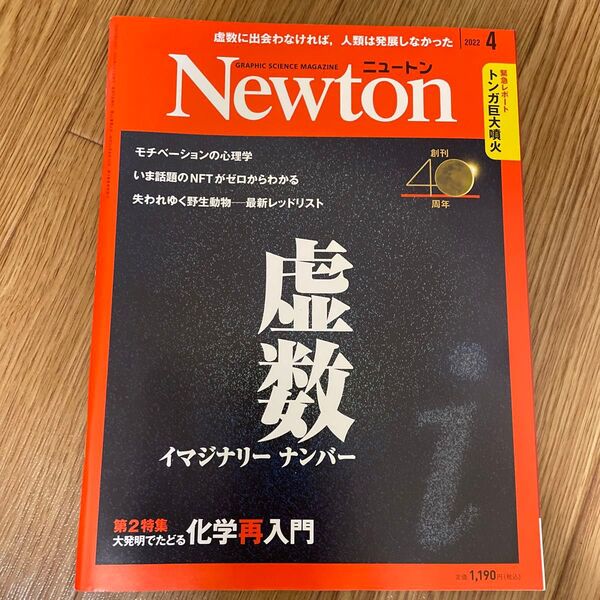 虚数に出会わなければ，人類は発展しなかった
2022 4
GRAPHIC SCIENCE MAGAZINE
ニュートン
Newton
緊急レポート
トンガ巨大噴火
モチベーションの心理学
いま話題のNFTがゼロからわかる
失われゆく野生動物──最新レッドリスト
創刊
40
周年
虚数
イマジナリー ナンバー
i
第2特集
大発明でたどる
化学再入門
定価 1,190円(税込)